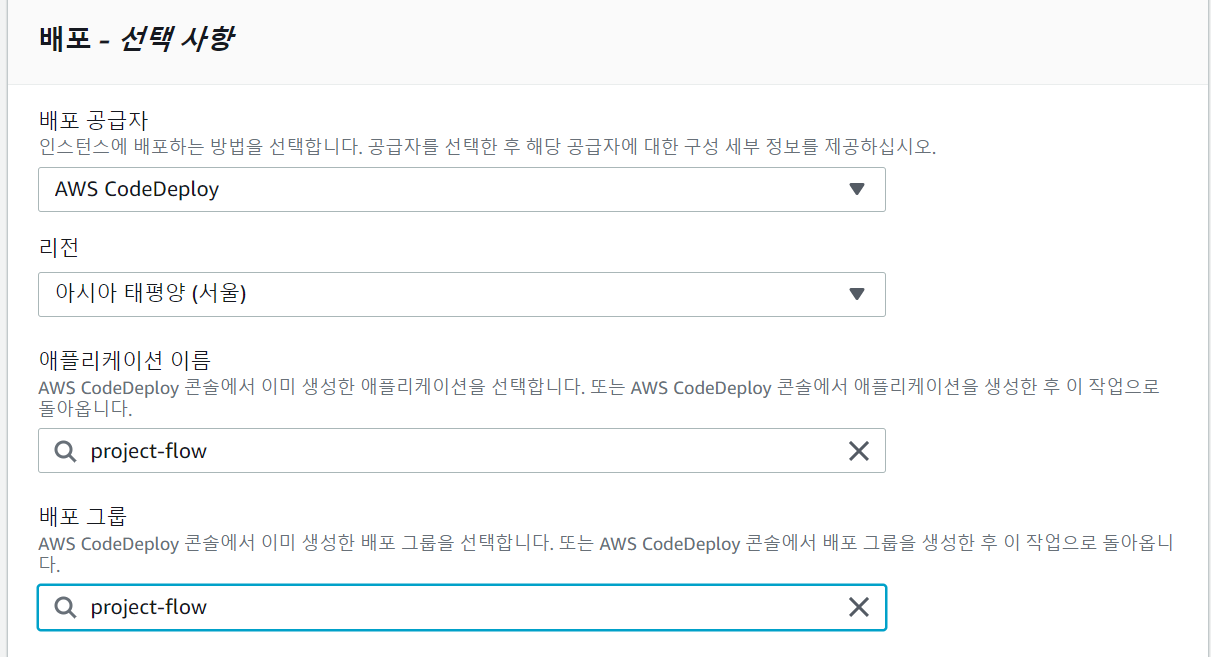 배포 - 선택 사항
배포 공급자
인스턴스에 배포하는 방법을 선택합니다. 공급자를 선택한 후 해당 공급자에 대한 구성 세부 정보를 제공하십시오.
AWS CodeDeploy
리전
아시아 태평양 (서울)
애플리케이션 이름
AWS CodeDeploy 콘솔에서 이미 생성한 애플리케이션을 선택합니다. 또는 AWS CodeDeploy 콘솔에서 애플리케이션을 생성한 후 이 작업으로
돌아옵니다.
project-flow
배포 그룹
AWS CodeDeploy 콘솔에서 이미 생성한 배포 그룹을 선택합니다. 또는 AWS CodeDeploy 콘솔에서 배포 그룹을 생성한 후 이 작업으로 돌아옵니
다.
project-flow